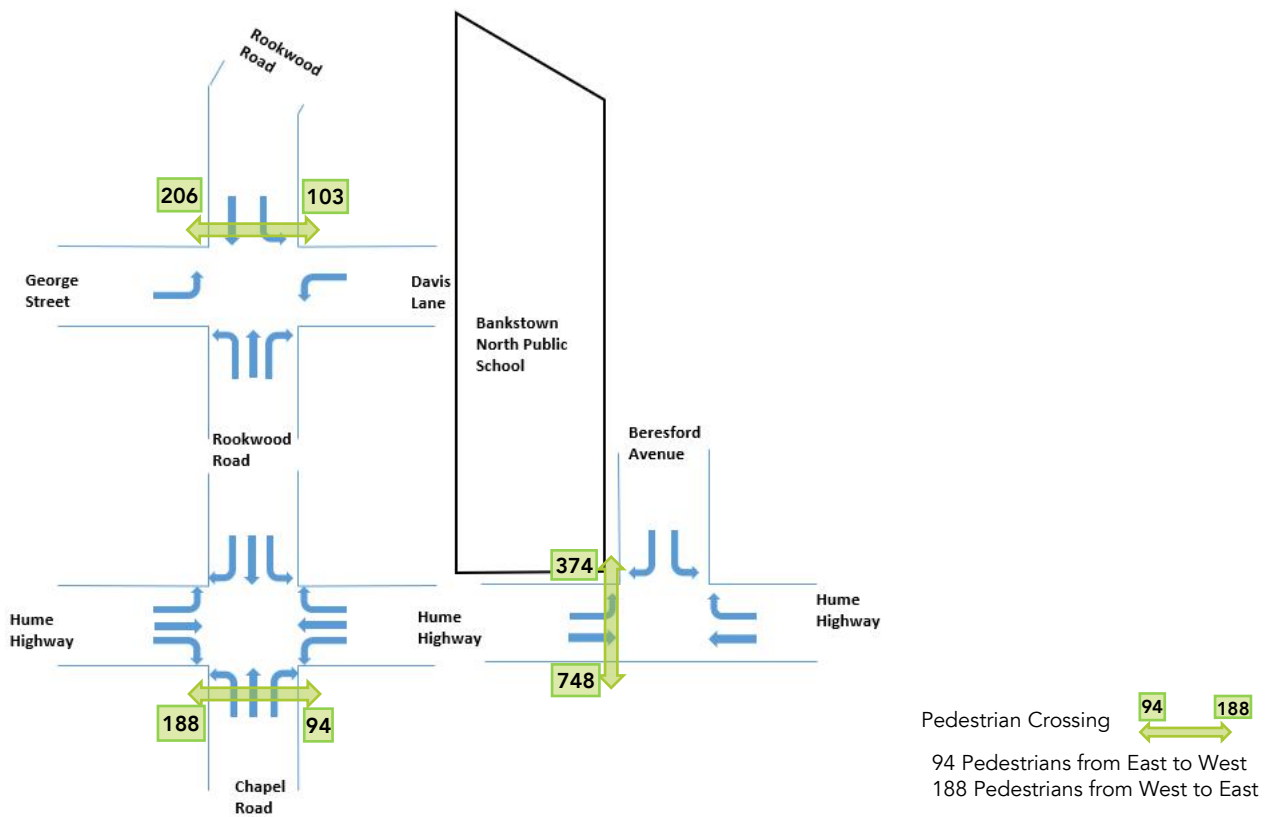 Rookwood
Road
206
103
George
Street
Davis
Lane
Bankstown
North Public
School
Rookwood
Road
Beresford
Avenue
374
Hume
Highway
Hume
Highway
Hume
Highway
748
188
94
Chapel
Road
Pedestrian Crossing
94
188
94 Pedestrians from East to West
188 Pedestrians from West to East